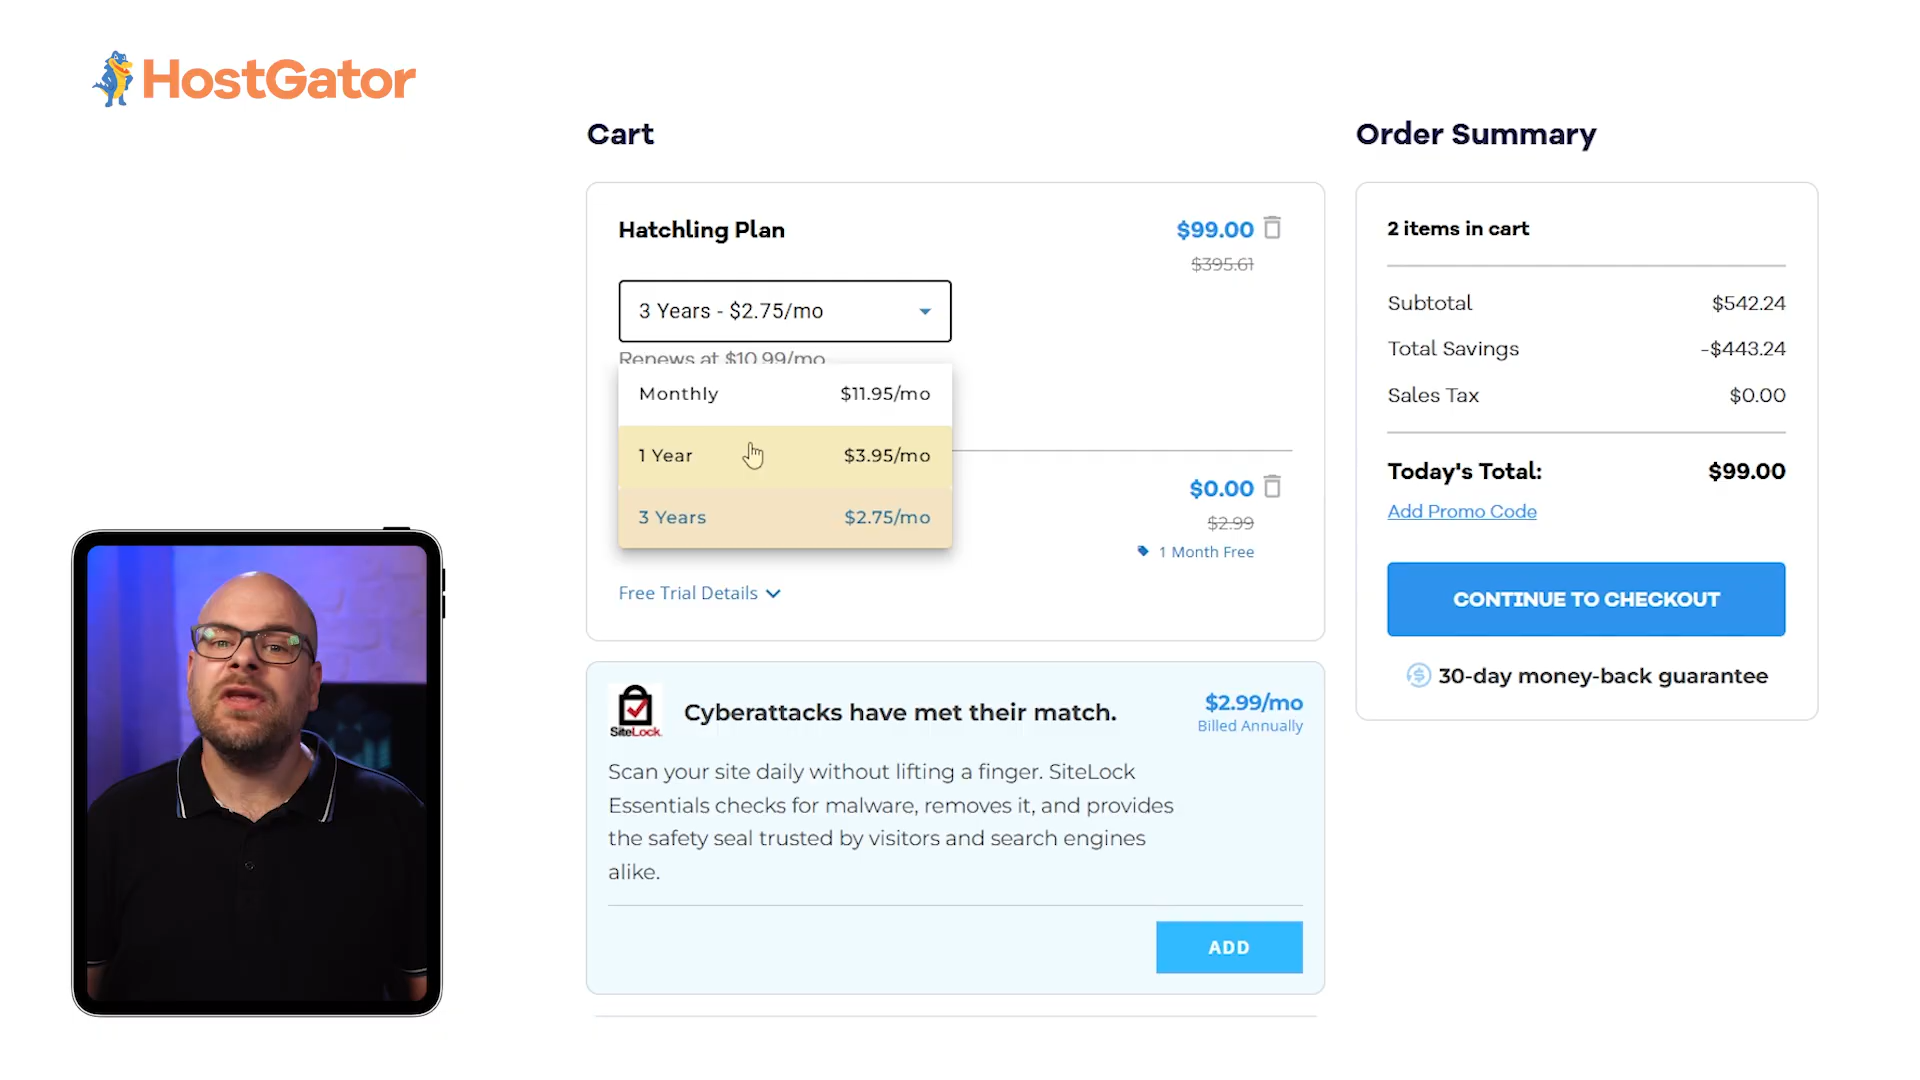 HostGator
Cart
Order Summary
Hatchling Plan
$99.00
$395.61
3 Years - $2.75/mo
Renews at $10.99/mo
Monthly $11.95/mo
1 Year $3.95/mo
3 Years $2.75/mo
$0.00
$2.99
1 Month Free
Free Trial Details
SiteLock
Cyberattacks have met their match.
$2.99/mo
Billed Annually
Scan your site daily without lifting a finger. SiteLock
Essentials checks for malware, removes it, and provides
the safety seal trusted by visitors and search engines
alike.
ADD
2 items in cart
Subtotal $542.24
Total Savings -$443.24
Sales Tax $0.00
Today's Total: $99.00
Add Promo Code
CONTINUE TO CHECKOUT
30-day money-back guarantee